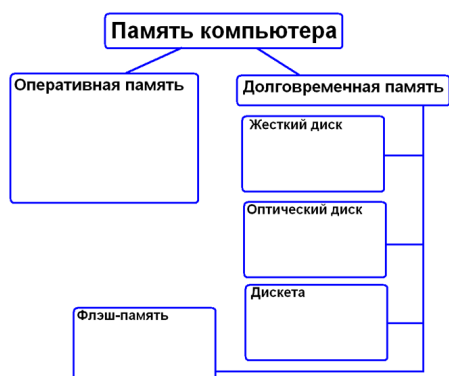 Память компьютера
Оперативная память
Долговременная память
Жесткий диск
Оптический диск
Дискета
Флэш-память